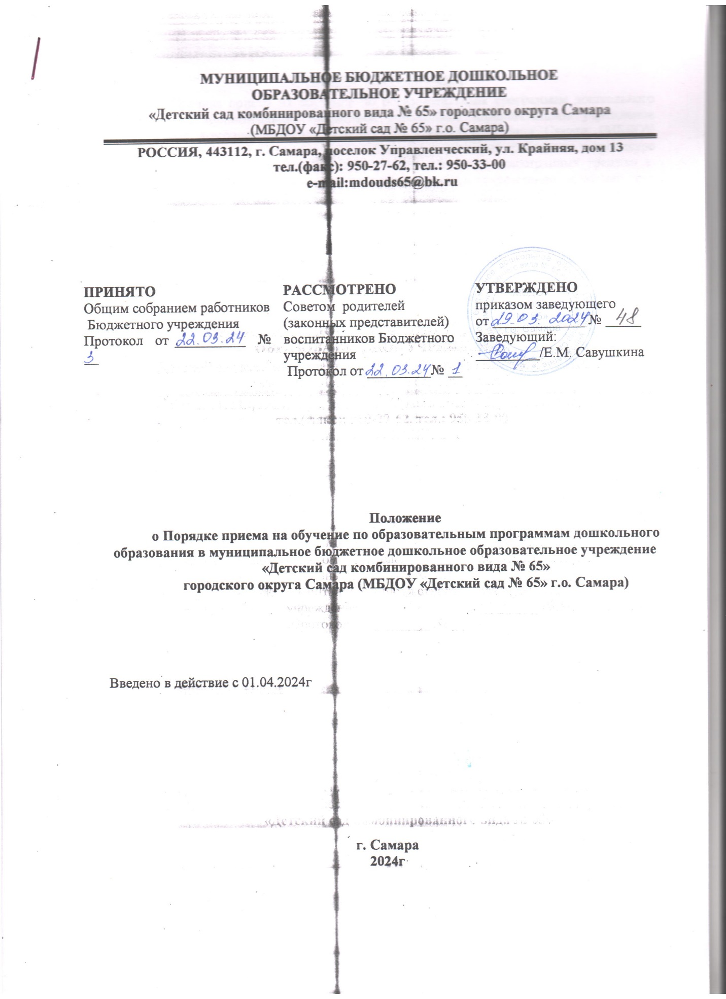 МУНИЦИПАЛЬНОЕ БЮДЖЕТНОЕ ДОШКОЛЬНОЕ
ОБРАЗОВАТЕЛЬНОЕ УЧРЕЖДЕНИЕ
«Детский сад комбинированного вида № 65» городского округа Самара
(МБДОУ «Детский сад № 65» г.о. Самара)
РОССИЯ, 443112, г. Самара, поселок Управленческий, ул. Крайняя, дом 13
тел.(факс): 950-27-62, тел.: 950-33-00
e-mail:mdouds65@bk.ru
ПРИНЯТО
Общим собранием работников
Бюджетного учреждения
Протокол от 22.03.24 №
3
РАССМОТРЕНО
Советом родителей
(законных представителей)
воспитанников Бюджетного
учреждения
Протокол от 22.03.24 № 1
УТВЕРЖДЕНО
приказом заведующего
от 29.03.2024 № 48
Заведующий:
/Е.М. Савушкина
Положение
о Порядке приема на обучение по образовательным программам дошкольного
образования в муниципальное бюджетное дошкольное образовательное учреждение
«Детский сад комбинированного вида № 65»
городского округа Самара (МБДОУ «Детский сад № 65» г.о. Самара)
Введено в действие с 01.04.2024г
г. Самара
2024г